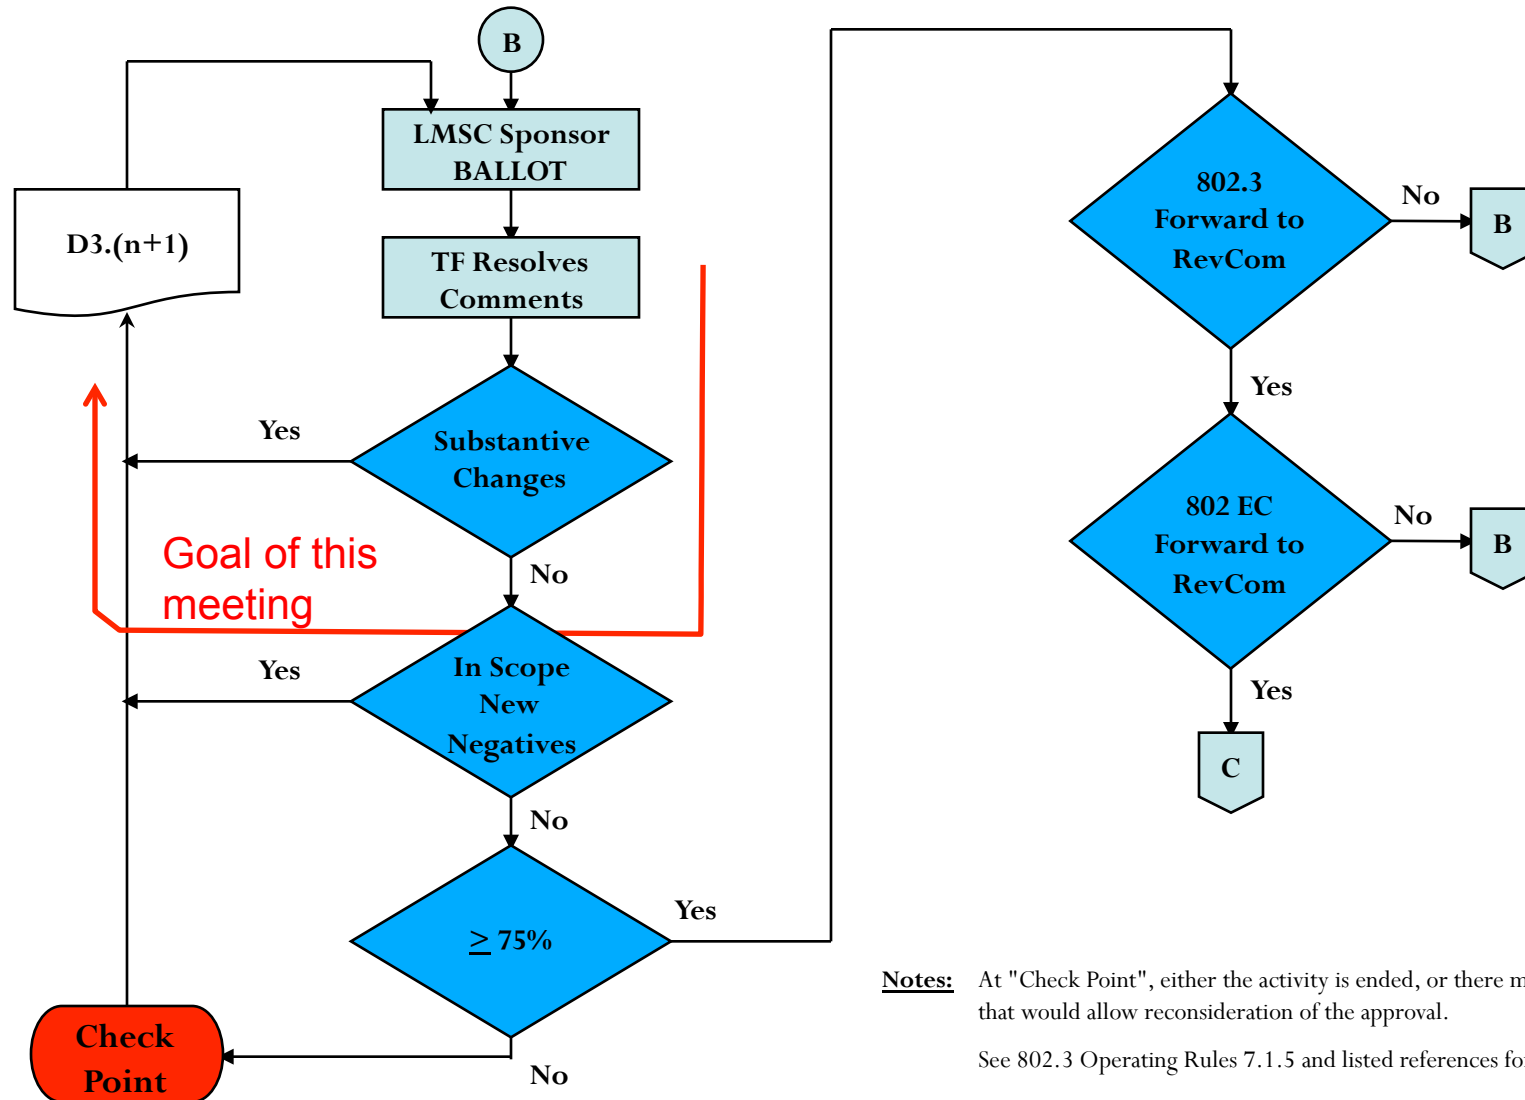 B
LMSC Sponsor
BALLOT
D3.(n+1)
TF Resolves
Comments
Yes
Substantive
Changes
Goal of this
meeting
No
Yes
In Scope
New
Negatives
No
≥ 75%
Yes
No
Check
Point
802.3
Forward to
RevCom
No
B
Yes
802 EC
Forward to
RevCom
No
B
Yes
C
Notes: At "Check Point", either the activity is ended, or there
that would allow reconsideration of the approval.
See 802.3 Operating Rules 7.1.5 and listed references